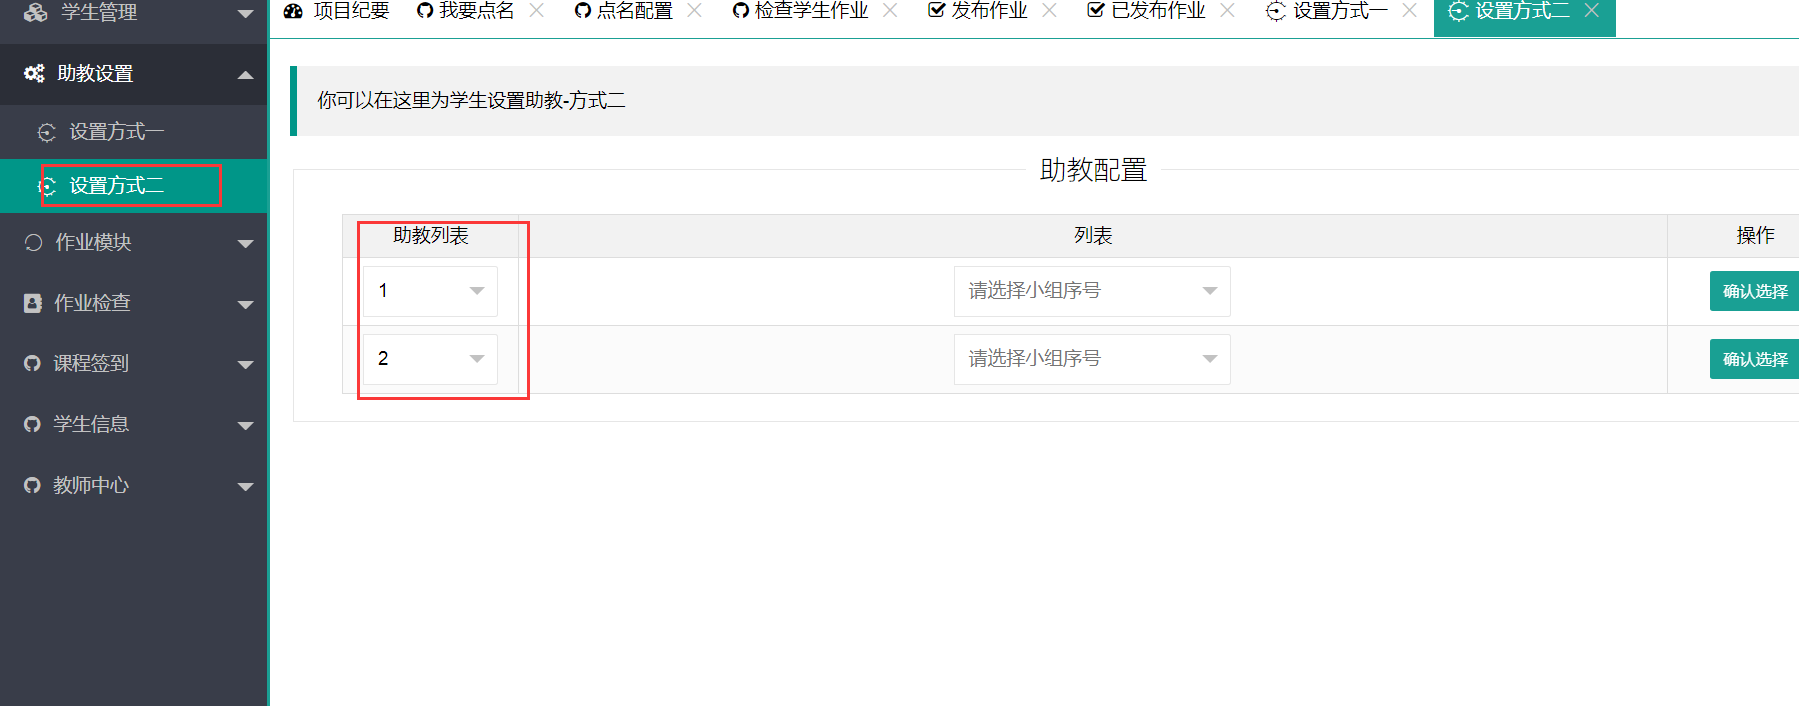 学生管理
助教设置
设置方式一
设置方式二
作业模块
作业检查
课程签到
学生信息
教师中心
项目纪要 我要点名 点名配置 检查学生作业 发布作业 已发布作业 设置方式一 设置方式二
你可以在这里为学生设置助教-方式二
助教配置
助教列表 列表 操作
1 请选择小组序号 确认选择
2 请选择小组序号 确认选择